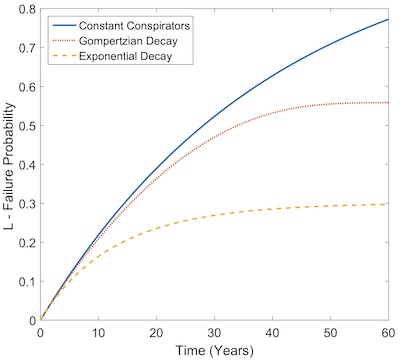 0.8
0.7
0.6
0.5
0.4
0.3
0.2
0.1
0
L - Failure Probability
Constant Conspirators
Gompertzian Decay
Exponential Decay
0 10 20 30 40 50 60
Time (Years)